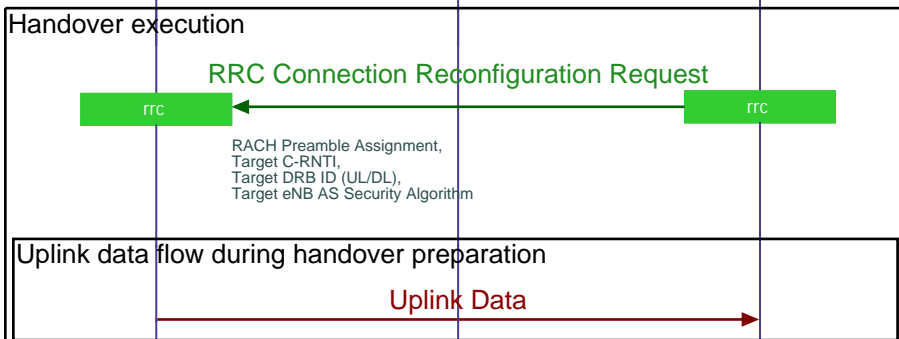 Handover execution
RRC Connection Reconfiguration Request
rrc
rrc
RACH Preamble Assignment,
Target C-RNTI,
Target DRB ID (UL/DL),
Target eNB AS Security Algorithm
Uplink data flow during handover preparation
Uplink Data